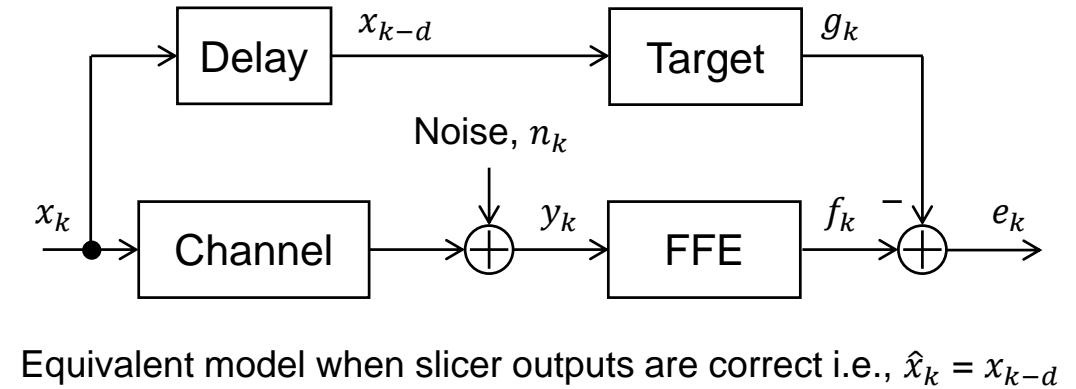 Delay
x_{k-d}
Target
g_k
Noise, n_k
x_k
Channel
y_k
FFE
f_k
−
e_k
Equivalent model when slicer outputs are correct i.e., x̂_k = x_{k-d}